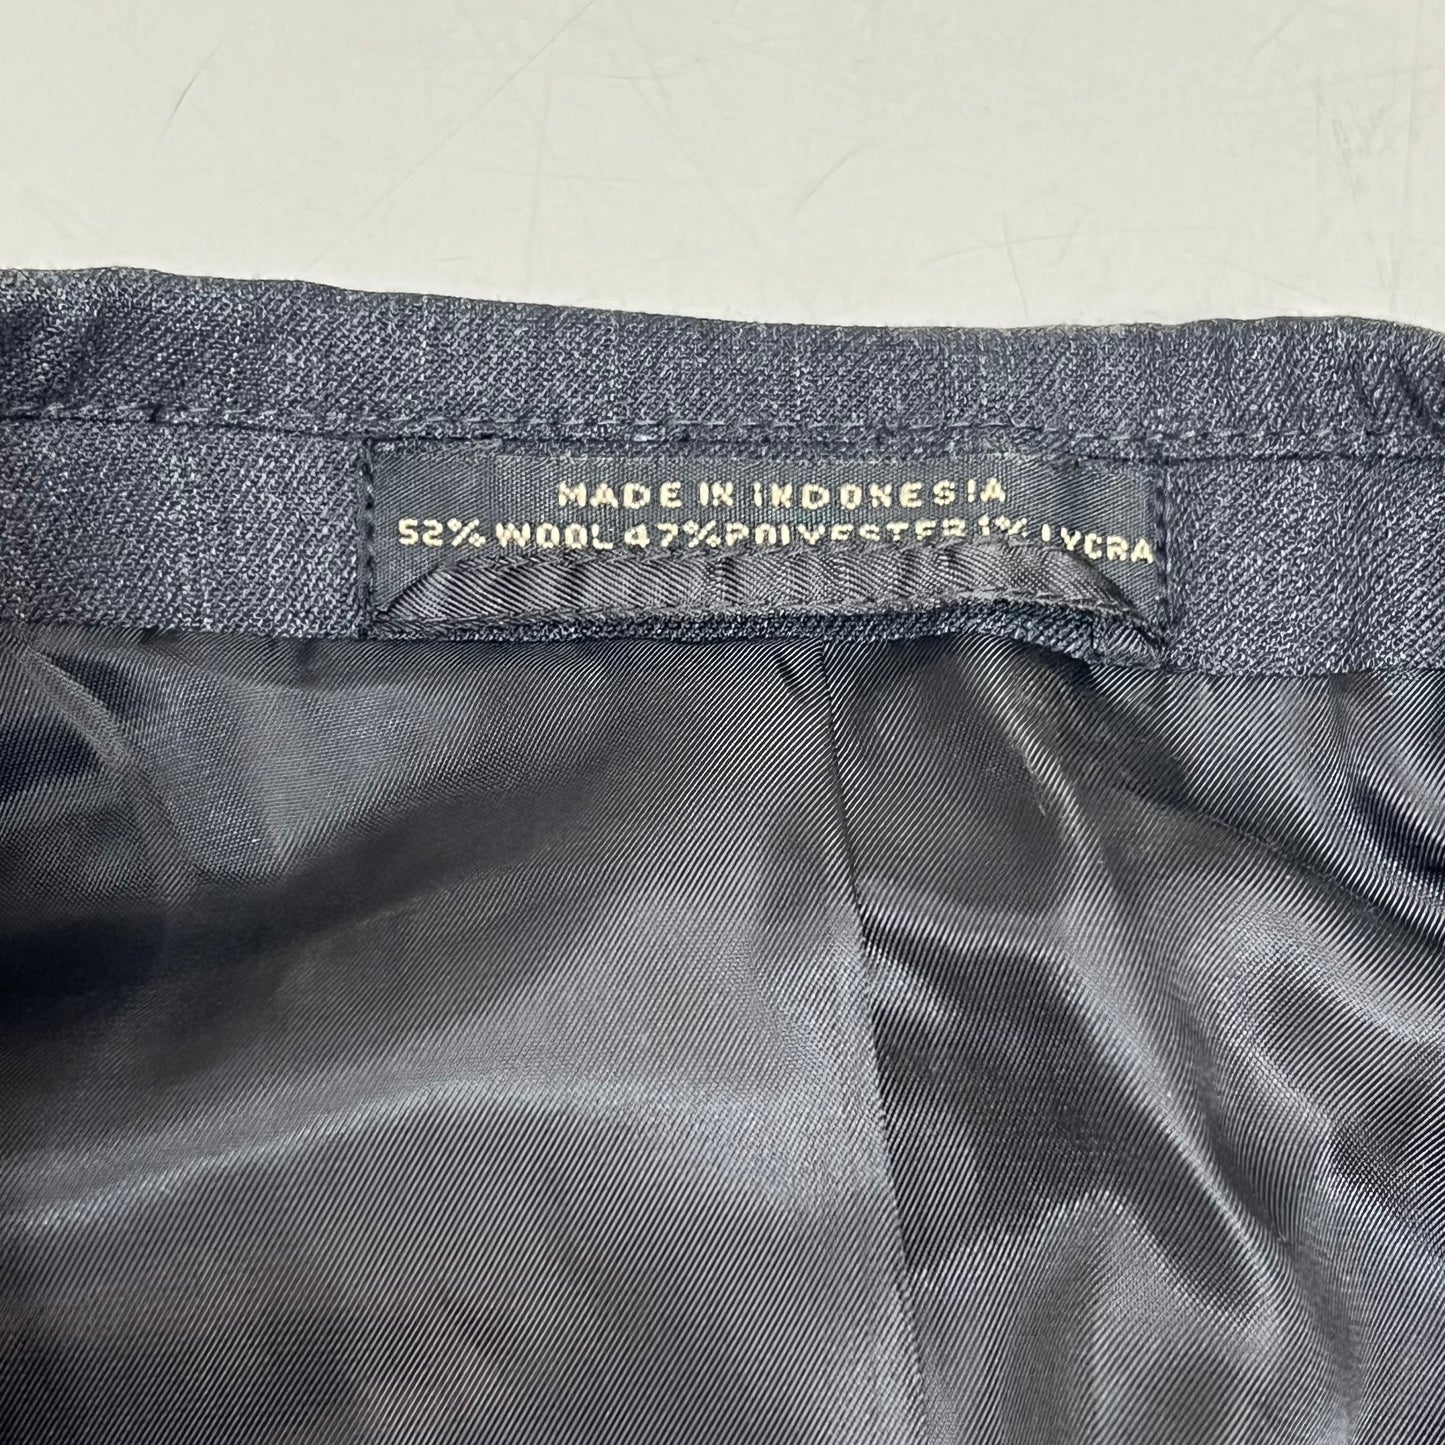 MADE IN INDONESIA
52% WOOL 47% POLYESTER 1% LYCRA